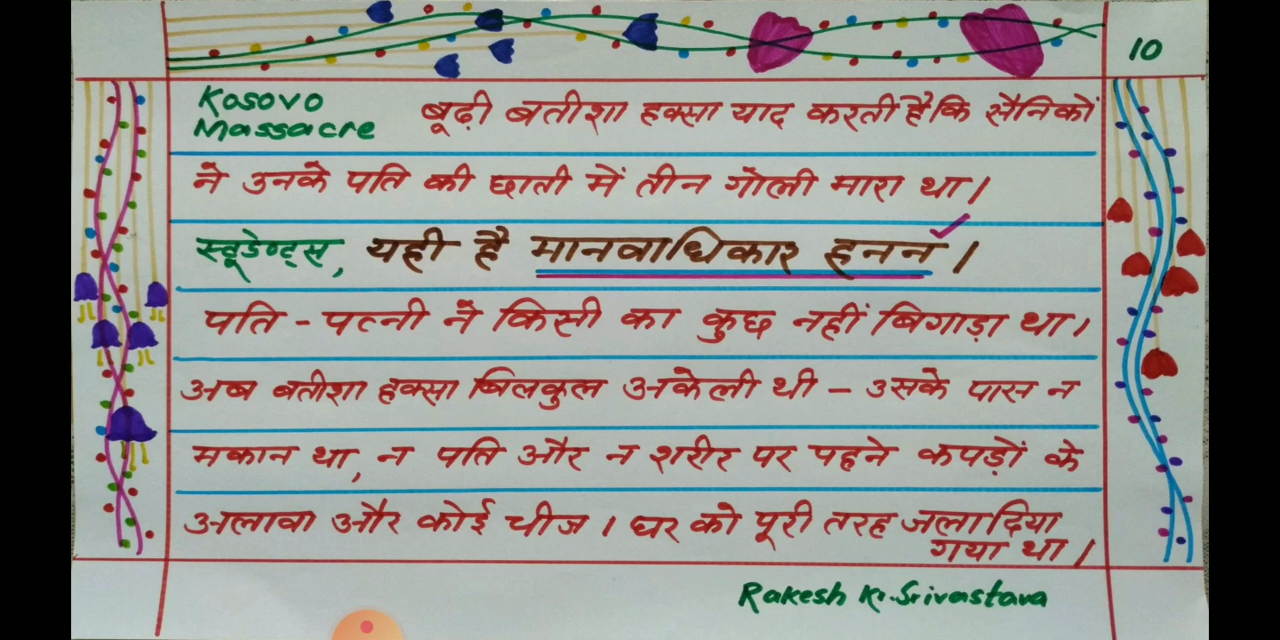 10
Kosovo
Massacre
बूढ़ी बतीशा हक्सा याद करती है कि सैनिकों
ने उनके पति की छाती में तीन गोली मारा था।
स्टूडेण्ट्स, यही है मानवाधिकार हनन।
पति - पत्नी ने किसी का कुछ नहीं बिगाड़ा था।
अब बतीशा हक्सा बिलकुल अकेली थी - उसके पास न
मकान था, न पति और न शरीर पर पहने कपड़ों के
अलावा और कोई चीज। घर को पूरी तरह जला दिया
गया था।
Rakesh Kr. Srivastava